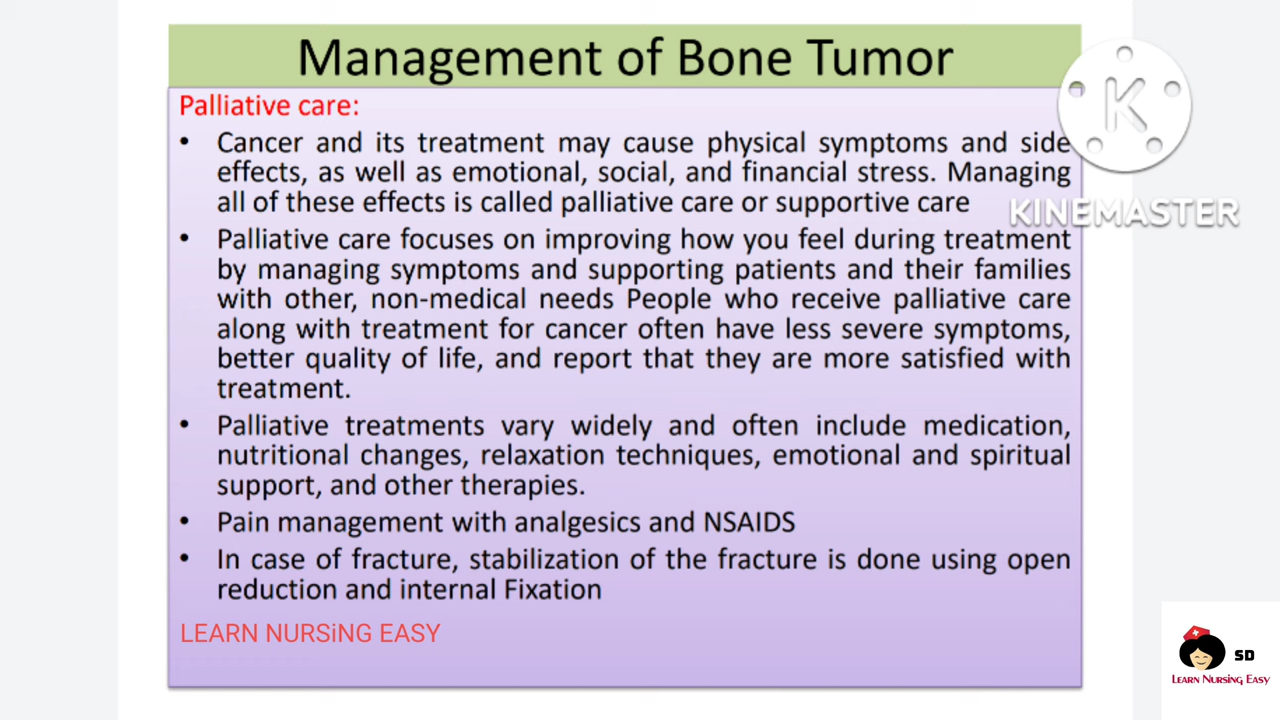 Management of Bone Tumor
Palliative care:
• Cancer and its treatment may cause physical symptoms and side
effects, as well as emotional, social, and financial stress. Managing
all of these effects is called palliative care or supportive care
• Palliative care focuses on improving how you feel during treatment
by managing symptoms and supporting patients and their families
with other, non-medical needs People who receive palliative care
along with treatment for cancer often have less severe symptoms,
better quality of life, and report that they are more satisfied with
treatment.
• Palliative treatments vary widely and often include medication,
nutritional changes, relaxation techniques, emotional and spiritual
support, and other therapies.
• Pain management with analgesics and NSAIDS
• In case of fracture, stabilization of the fracture is done using open
reduction and internal Fixation
LEARN NURSiNG EASY
K
KINEMASTER
SD
Learn Nursing Easy